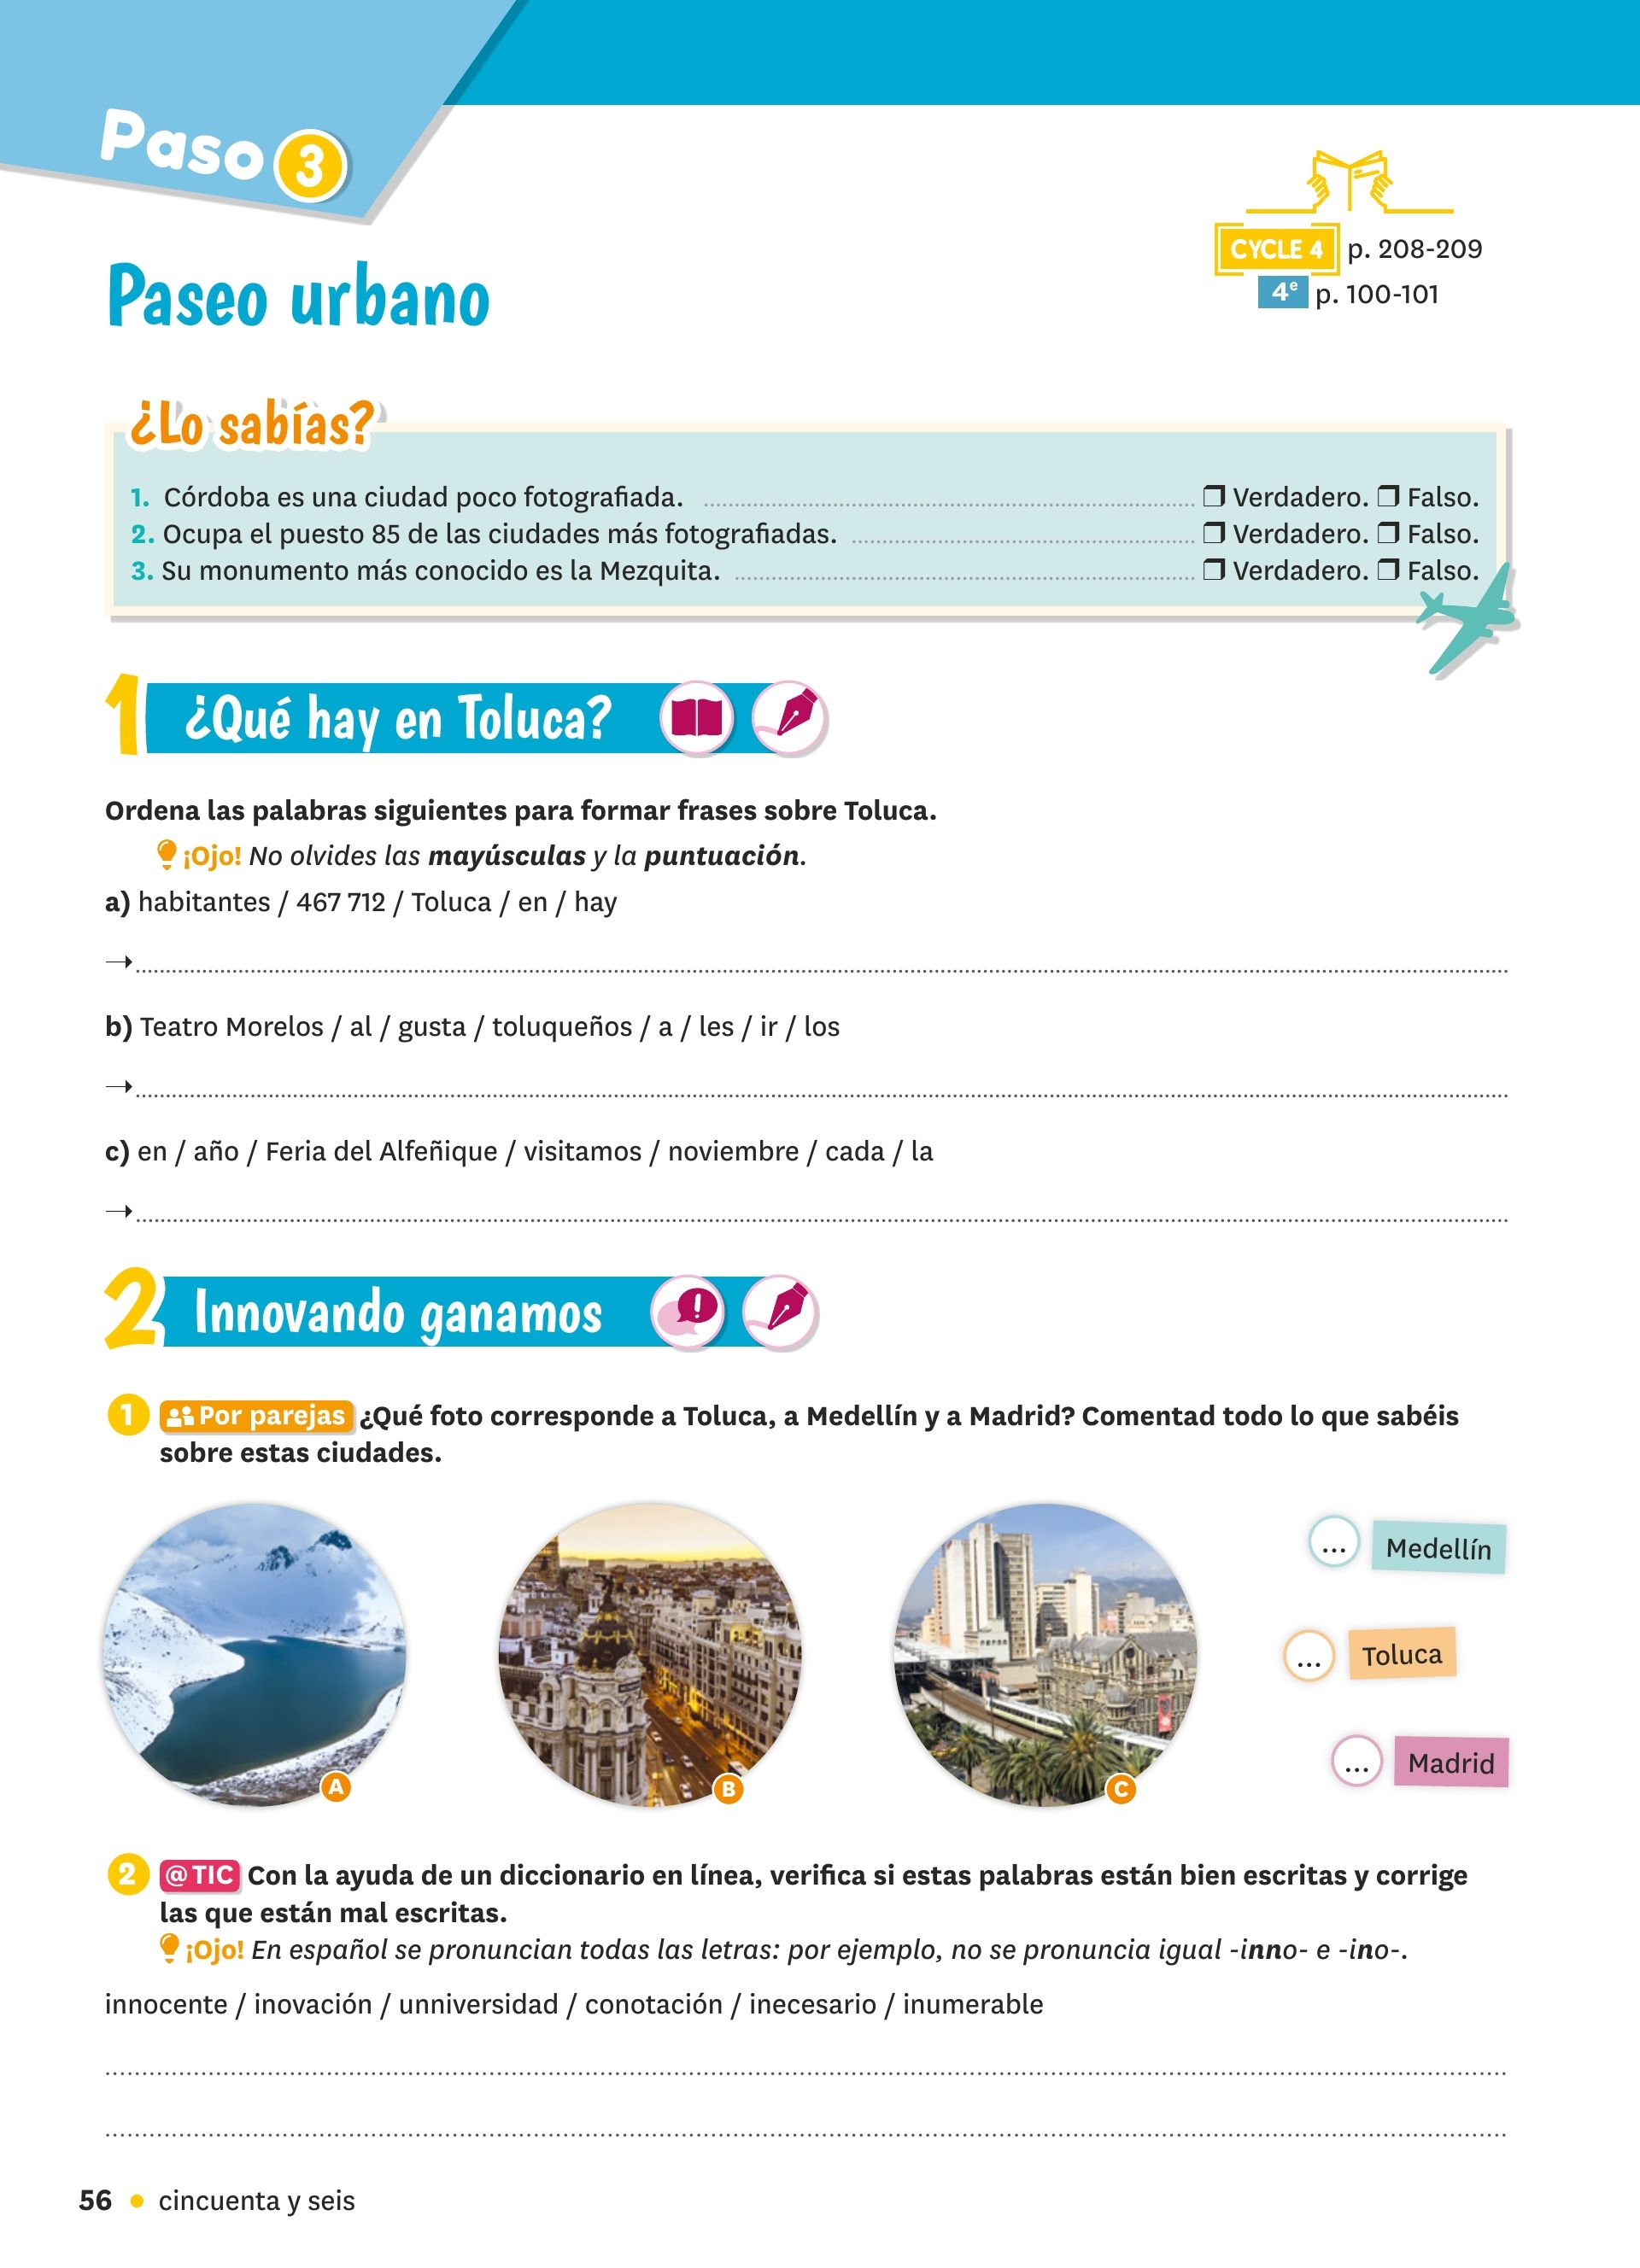 Paso 3
CYCLE 4 p. 208-209
4e p. 100-101
Paseo urbano
¿Lo sabías?
1. Córdoba es una ciudad poco fotografiada. ❒ Verdadero. ❒ Falso.
2. Ocupa el puesto 85 de las ciudades más fotografiadas. ❒ Verdadero. ❒ Falso.
3. Su monumento más conocido es la Mezquita. ❒ Verdadero. ❒ Falso.
1 ¿Qué hay en Toluca?
Ordena las palabras siguientes para formar frases sobre Toluca.
¡Ojo! No olvides las mayúsculas y la puntuación.
a) habitantes / 467 712 / Toluca / en / hay
→
b) Teatro Morelos / al / gusta / toluqueños / a / les / ir / los
→
c) en / año / Feria del Alfeñique / visitamos / noviembre / cada / la
→
2 Innovando ganamos
1 Por parejas ¿Qué foto corresponde a Toluca, a Medellín y a Madrid? Comentad todo lo que sabéis
sobre estas ciudades.
... Medellín
... Toluca
... Madrid
A
B
C
2 @TIC Con la ayuda de un diccionario en línea, verifica si estas palabras están bien escritas y corrige
las que están mal escritas.
¡Ojo! En español se pronuncian todas las letras: por ejemplo, no se pronuncia igual -inno- e -ino-.
innocente / inovación / unniversidad / conotación / inecesario / inumerable
56 • cincuenta y seis